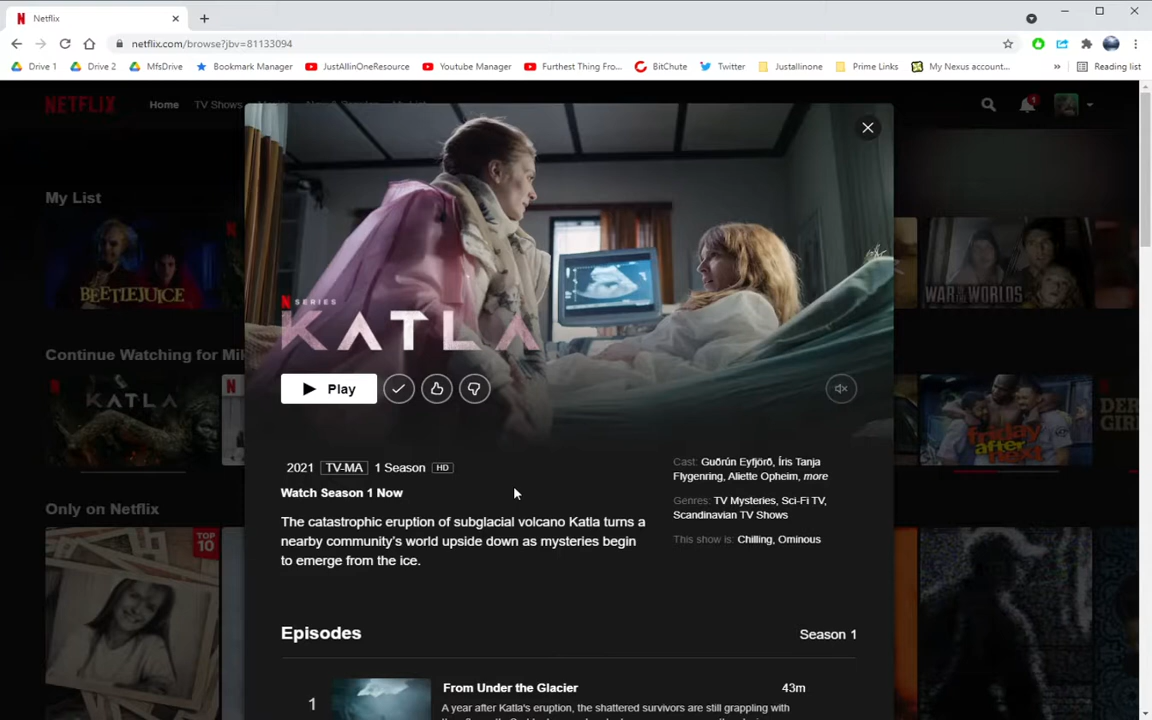 Netflix
netflix.com/browse?jbv=81133094
Drive 1
Drive 2
MfsDrive
Bookmark Manager
JustAllinOneResource
Youtube Manager
Furthest Thing Fro...
BitChute
Twitter
Justallinone
Prime Links
My Nexus account...
»
Reading list
NETFLIX
Home
TV Shows
1
My List
BEETLEJUICE
WAR OF THE WORLDS
N SERIES
KATLA
Play
Continue Watching for
KATLA
friday
after
next
2021 TV-MA 1 Season HD
Watch Season 1 Now
The catastrophic eruption of subglacial volcano Katla turns a
nearby community's world upside down as mysteries begin
to emerge from the ice.
Cast: Guðrún Eyfjörð, Íris Tanja
Flygenring, Aliette Opheim, more
Genres: TV Mysteries, Sci-Fi TV,
Scandinavian TV Shows
This show is: Chilling, Ominous
Only on Netflix
TOP
10
Episodes
Season 1
1
From Under the Glacier
43m
A year after Katla's eruption, the shattered survivors are still grappling with